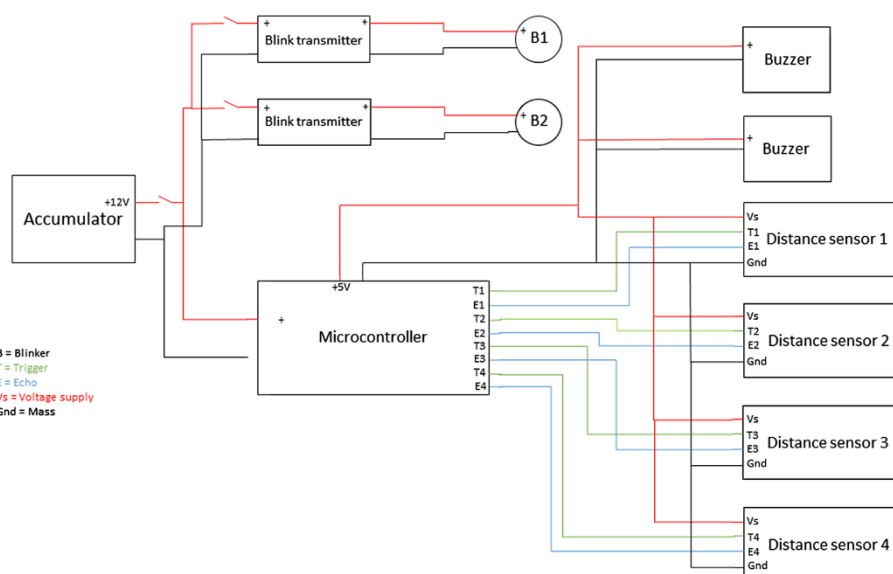 + +
Blink transmitter
+ B1
+ +
Blink transmitter
+ B2
+
Buzzer
+
Buzzer
+12V
Accumulator
Vs
T1
E1
Gnd
Distance sensor 1
+5V
+
Microcontroller
T1
E1
T2
E2
T3
E3
T4
E4
Vs
T2
E2
Gnd
Distance sensor 2
Vs
T3
E3
Gnd
Distance sensor 3
Vs
T4
E4
Gnd
Distance sensor 4
= Blinker
= Trigger
= Echo
Vs = Voltage supply
Gnd = Mass